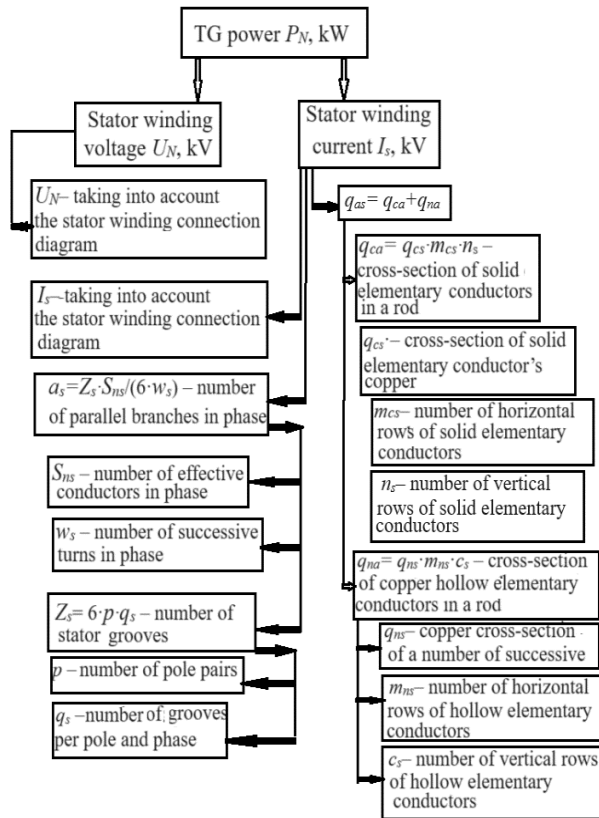 TG power P_N, kW
Stator winding
voltage U_N, kV
Stator winding
current I_s, kV
U_N– taking into account
the stator winding connection
diagram
I_s–taking into account
the stator winding connection
diagram
a_s=Z_s·S_ns/(6·w_s) – number
of parallel branches in phase
S_ns – number of effective
conductors in phase
w_s – number of successive
turns in phase
Z_s= 6·p·q_s – number of
stator grooves
p – number of pole pairs
q_s –number of grooves
per pole and phase
q_as= q_ca+q_na
q_ca= q_cs·m_cs·n_s –
cross-section of solid
elementary conductors
in a rod
q_cs· – cross-section of solid
elementary conductor's
copper
m_cs– number of horizontal
rows of solid elementary
conductors
n_s– number of vertical
rows of solid elementary
conductors
q_na= q_ns·m_ns·c_s – cross-section
of copper hollow elementary
conductors in a rod
q_ns– copper cross-section
of a number of successive
m_ns– number of horizontal
rows of hollow elementary
conductors
c_s– number of vertical rows
of hollow elementary
conductors